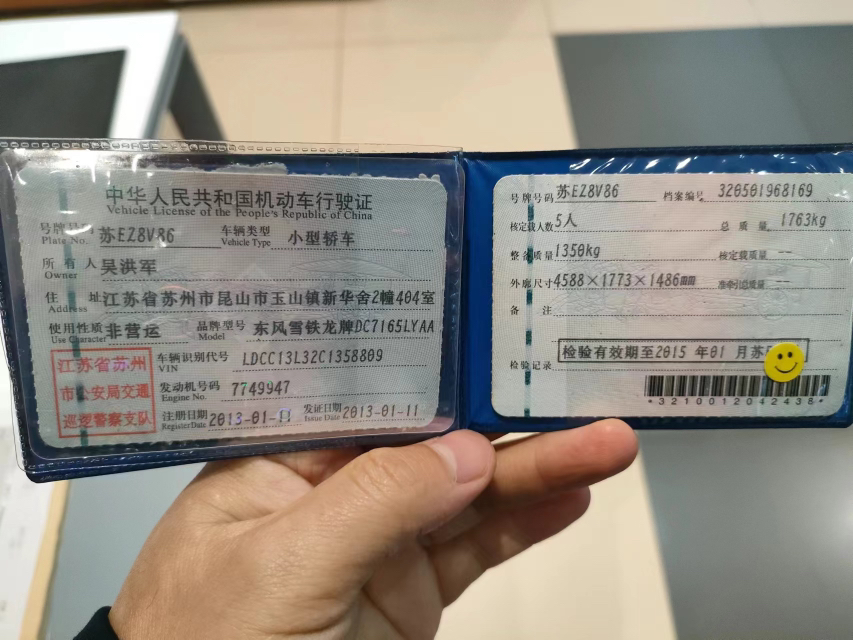 中华人民共和国机动车行驶证
Vehicle License of the People's Republic of China
号牌号码 苏EZ8V86 车辆类型 小型轿车
Plate No. Vehicle Type
所有人 吴洪军
Owner
住址 江苏省苏州市昆山市玉山镇新华舍2幢404室
Address
使用性质 非营运 品牌型号 东风雪铁龙牌DC7165LYAA
Use Character Model
江苏省苏州
市公安局交通
巡逻警察支队
车辆识别代号 LDCC13L32C1358809
VIN
发动机号码 7749947
Engine No.
注册日期 2013-01-11 发证日期 2013-01-11
Register Date Issue Date
号牌号码 苏EZ8V86 档案编号 320501968169
核定载人数 5人 总质量 1763kg
整备质量 1350kg 核定载质量 --
外廓尺寸 4588×1773×1486mm 准牵引总质量 --
备注
检验记录 检验有效期至2015 年01 月苏
*3210012042438*